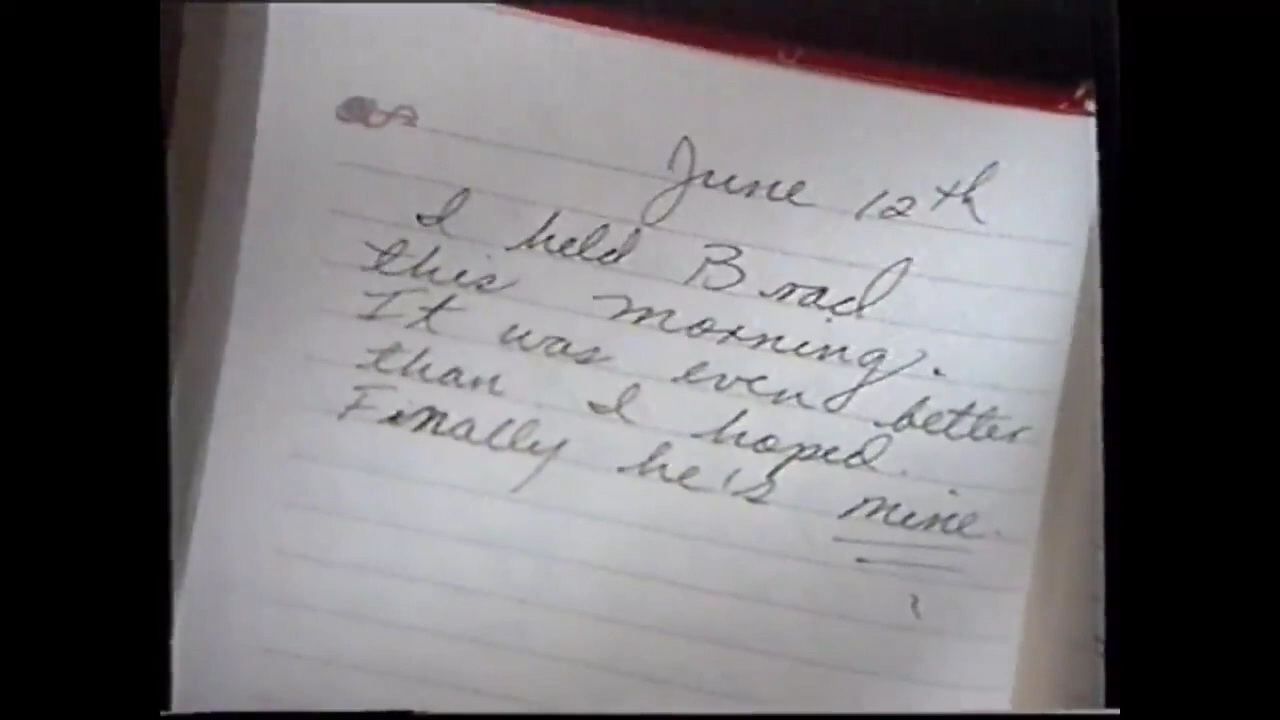 June 12th
I held Brad
this morning.
It was even better
than I hoped.
Finally he's mine.